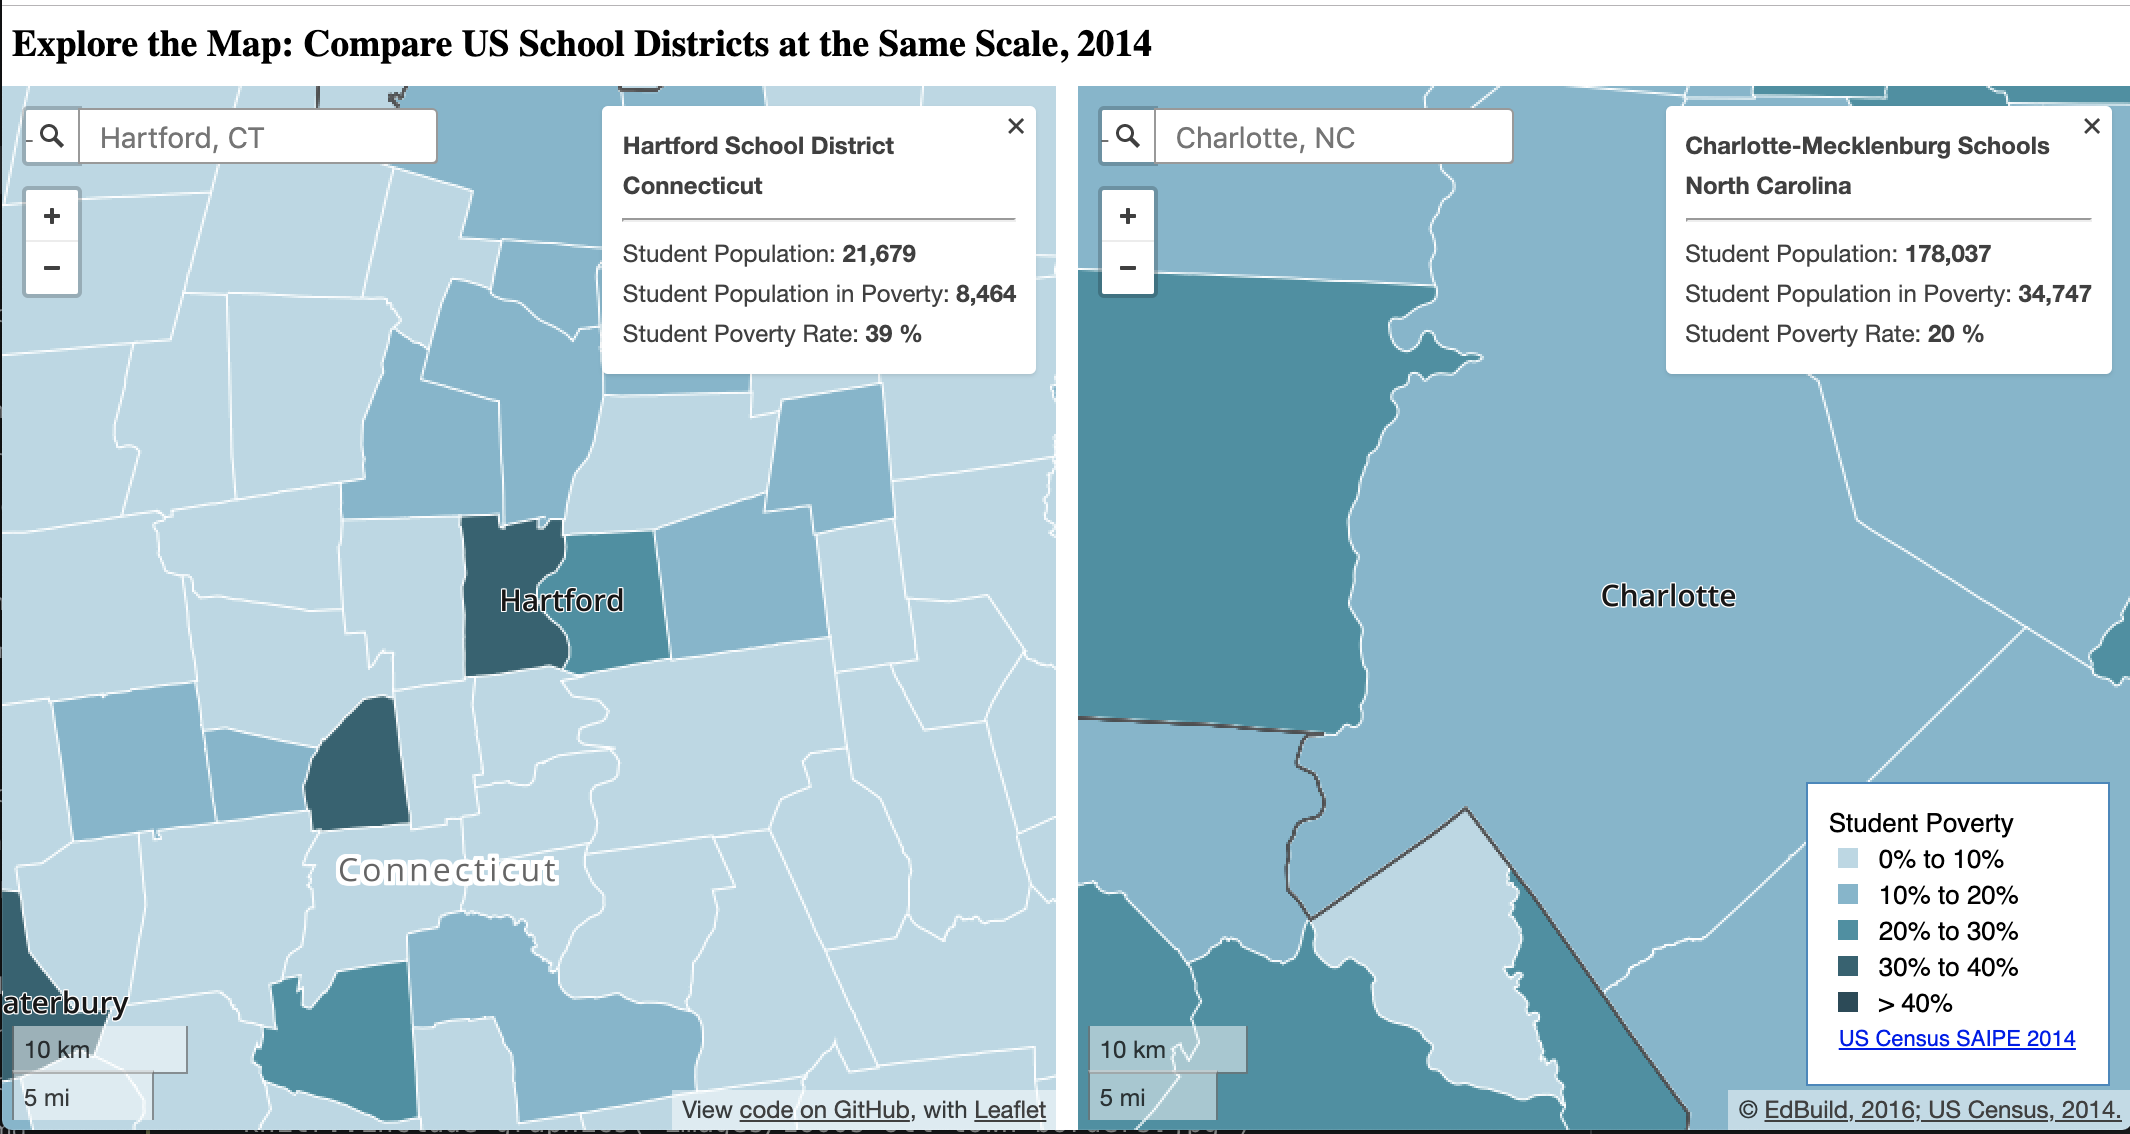 Explore the Map: Compare US School Districts at the Same Scale, 2014
Hartford, CT
+
−
Hartford School District
Connecticut
Student Population: 21,679
Student Population in Poverty: 8,464
Student Poverty Rate: 39 %
Hartford
Connecticut
aterbury
10 km
5 mi
View code on GitHub, with Leaflet
Charlotte, NC
+
−
Charlotte-Mecklenburg Schools
North Carolina
Student Population: 178,037
Student Population in Poverty: 34,747
Student Poverty Rate: 20 %
Charlotte
Student Poverty
0% to 10%
10% to 20%
20% to 30%
30% to 40%
> 40%
US Census SAIPE 2014
10 km
5 mi
© EdBuild, 2016; US Census, 2014.